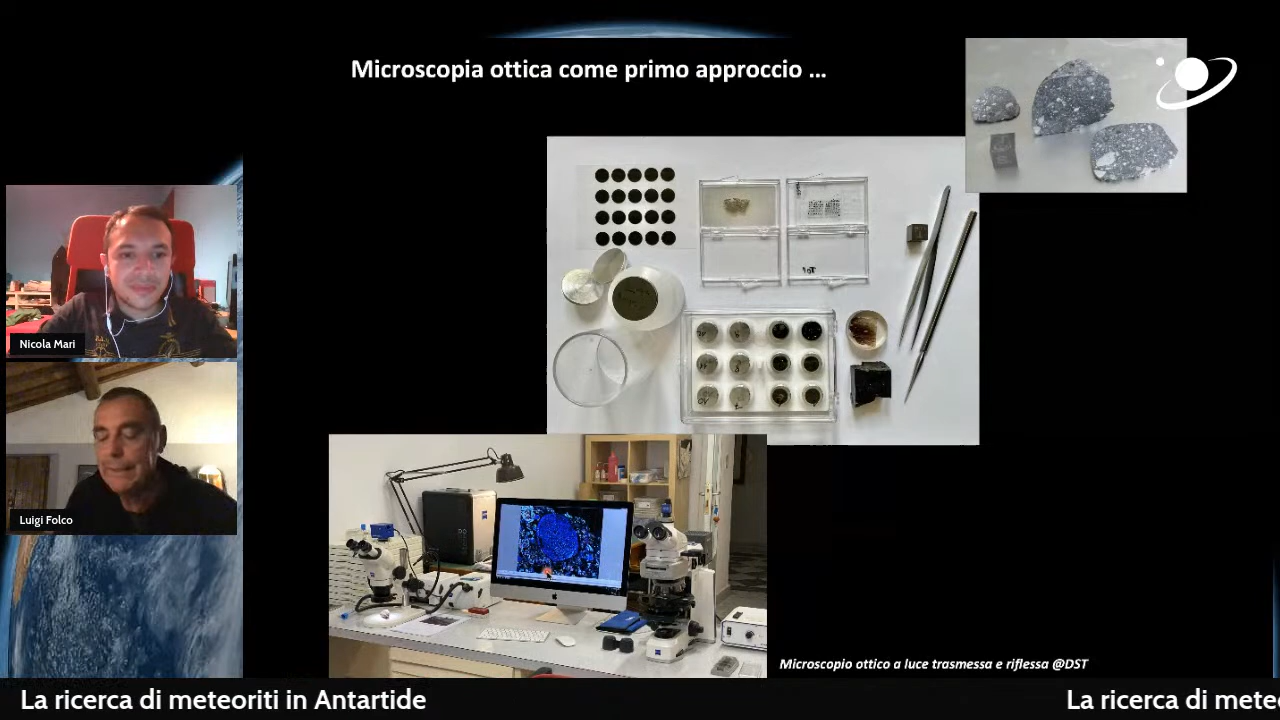 Microscopia ottica come primo approccio ...
Nicola Mari
Luigi Folco
Microscopio ottico a luce trasmessa e riflessa @DST
La ricerca di meteoriti in Antartide
La ricerca di mete